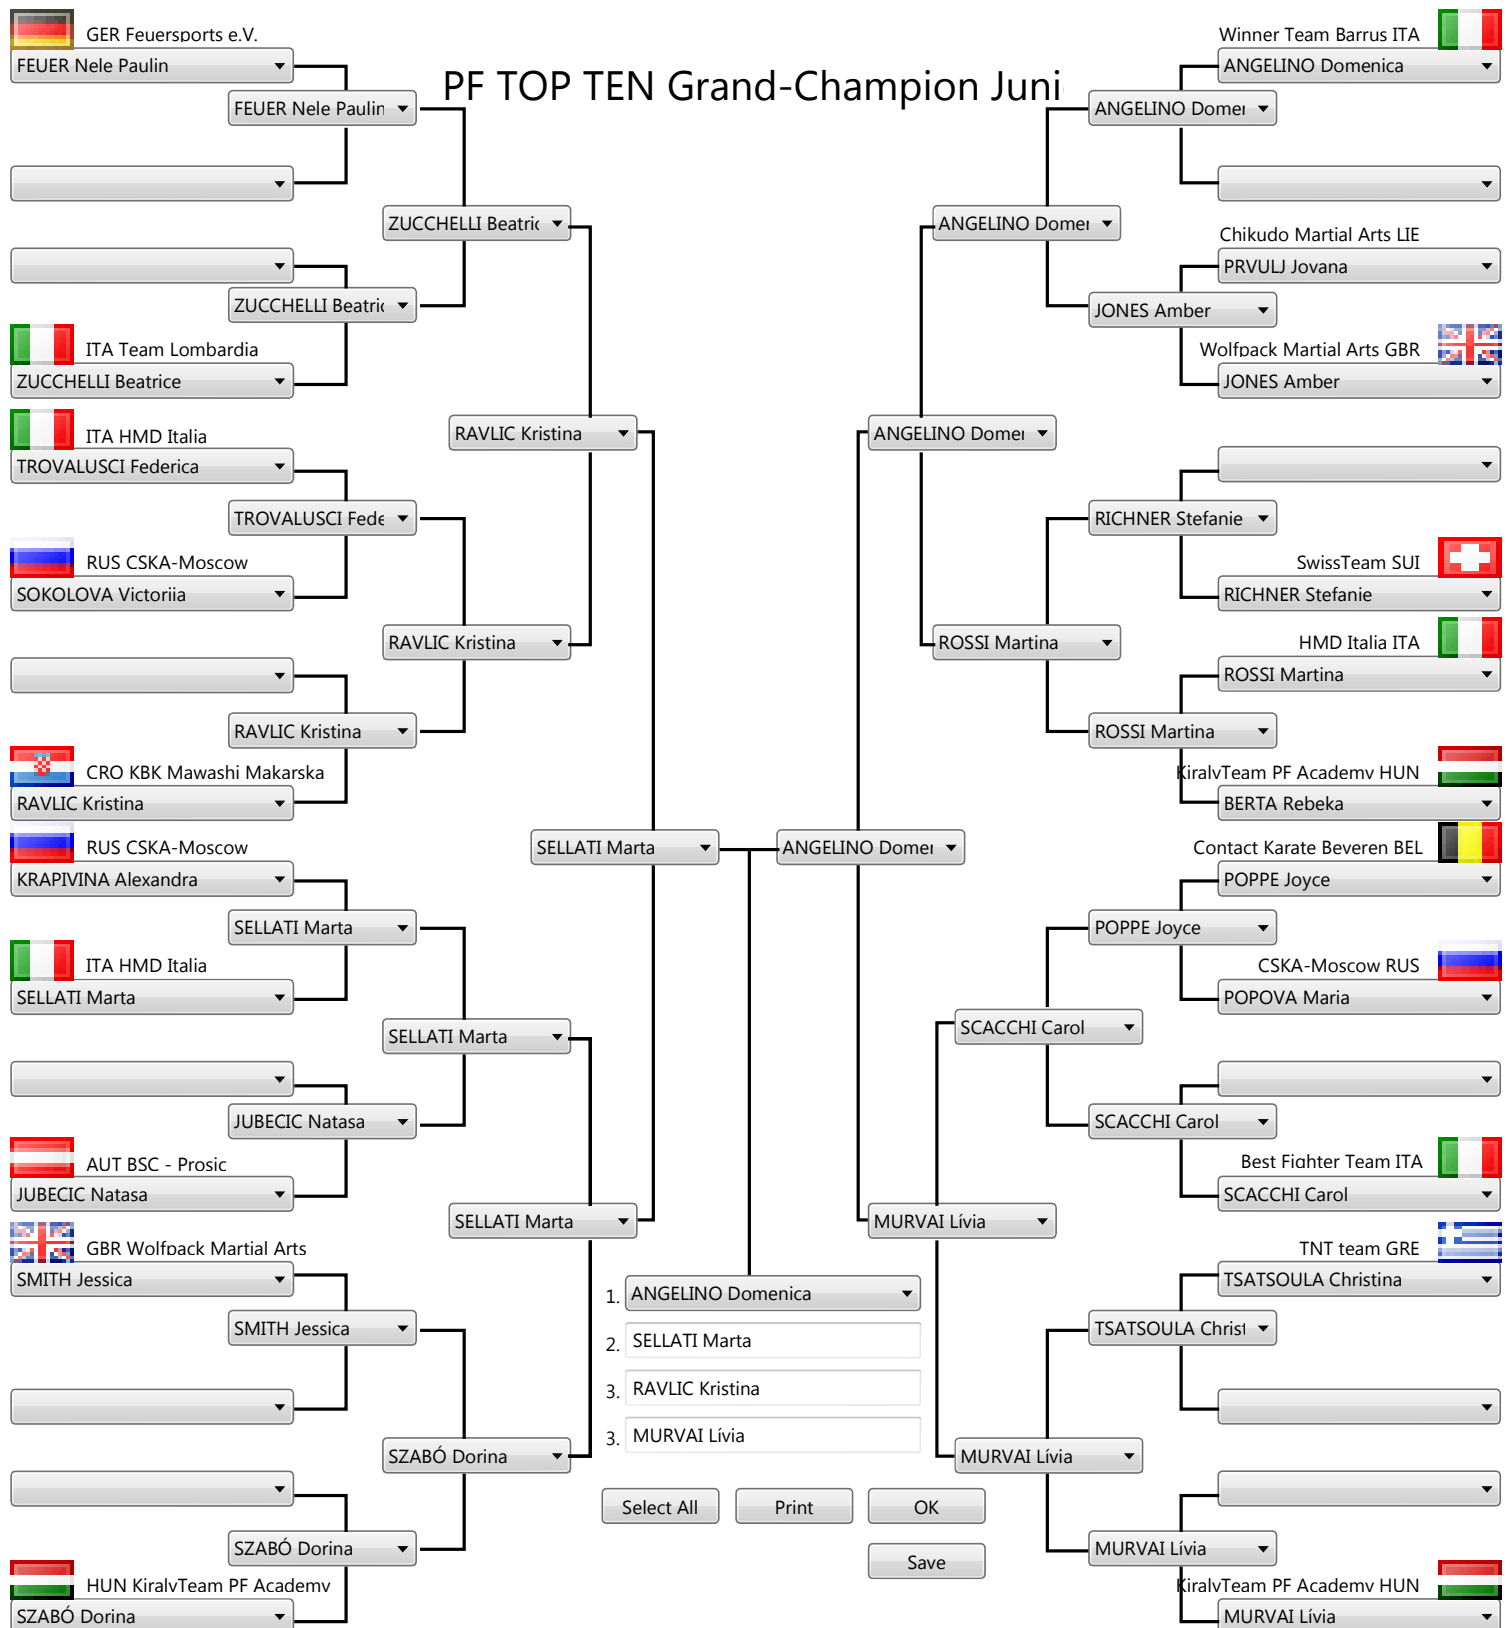 PF TOP TEN Grand-Champion Juni
GER Feuersports e.V.
FEUER Nele Paulin
FEUER Nele Paulin
ZUCCHELLI Beatric
ZUCCHELLI Beatric
ITA Team Lombardia
ZUCCHELLI Beatrice
ITA HMD Italia
TROVALUSCI Federica
RAVLIC Kristina
TROVALUSCI Fede
RUS CSKA-Moscow
SOKOLOVA Victoriia
RAVLIC Kristina
RAVLIC Kristina
CRO KBK Mawashi Makarska
RAVLIC Kristina
RUS CSKA-Moscow
SELLATI Marta
KRAPIVINA Alexandra
SELLATI Marta
ITA HMD Italia
SELLATI Marta
SELLATI Marta
JUBECIC Natasa
AUT BSC - Prosic
JUBECIC Natasa
SELLATI Marta
GBR Wolfpack Martial Arts
SMITH Jessica
SMITH Jessica
SZABÓ Dorina
SZABÓ Dorina
HUN KiralyTeam PF Academy
SZABÓ Dorina
Winner Team Barrus ITA
ANGELINO Domenica
ANGELINO Domer
ANGELINO Domer
Chikudo Martial Arts LIE
PRVULJ Jovana
JONES Amber
Wolfpack Martial Arts GBR
JONES Amber
ANGELINO Domer
RICHNER Stefanie
SwissTeam SUI
RICHNER Stefanie
ROSSI Martina
HMD Italia ITA
ROSSI Martina
ROSSI Martina
KiralyTeam PF Academy HUN
BERTA Rebeka
ANGELINO Domer
Contact Karate Beveren BEL
POPPE Joyce
POPPE Joyce
CSKA-Moscow RUS
POPOVA Maria
SCACCHI Carol
SCACCHI Carol
Best Fighter Team ITA
SCACCHI Carol
MURVAI Lívia
TNT team GRE
TSATSOULA Christina
TSATSOULA Christ
MURVAI Lívia
MURVAI Lívia
KiralyTeam PF Academy HUN
MURVAI Lívia
1. ANGELINO Domenica
2. SELLATI Marta
3. RAVLIC Kristina
3. MURVAI Lívia
Select All Print OK
Save